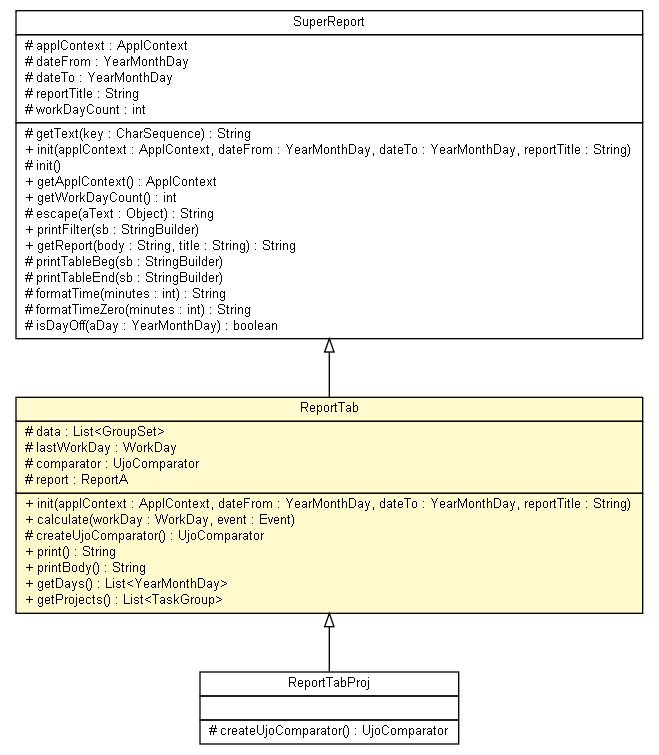 SuperReport
# applContext : ApplContext
# dateFrom : YearMonthDay
# dateTo : YearMonthDay
# reportTitle : String
# workDayCount : int
# getText(key : CharSequence) : String
+ init(applContext : ApplContext, dateFrom : YearMonthDay, dateTo : YearMonthDay, reportTitle : String)
# init()
+ getApplContext() : ApplContext
+ getWorkDayCount() : int
# escape(aText : Object) : String
+ printFilter(sb : StringBuilder)
+ getReport(body : String, title : String) : String
# printTableBeg(sb : StringBuilder)
# printTableEnd(sb : StringBuilder)
# formatTime(minutes : int) : String
# formatTimeZero(minutes : int) : String
# isDayOff(aDay : YearMonthDay) : boolean
ReportTab
# data : List<GroupSet>
# lastWorkDay : WorkDay
# comparator : UjoComparator
# report : ReportA
+ init(applContext : ApplContext, dateFrom : YearMonthDay, dateTo : YearMonthDay, reportTitle : String)
+ calculate(workDay : WorkDay, event : Event)
# createUjoComparator() : UjoComparator
+ print() : String
+ printBody() : String
+ getDays() : List<YearMonthDay>
+ getProjects() : List<TaskGroup>
ReportTabProj
# createUjoComparator() : UjoComparator